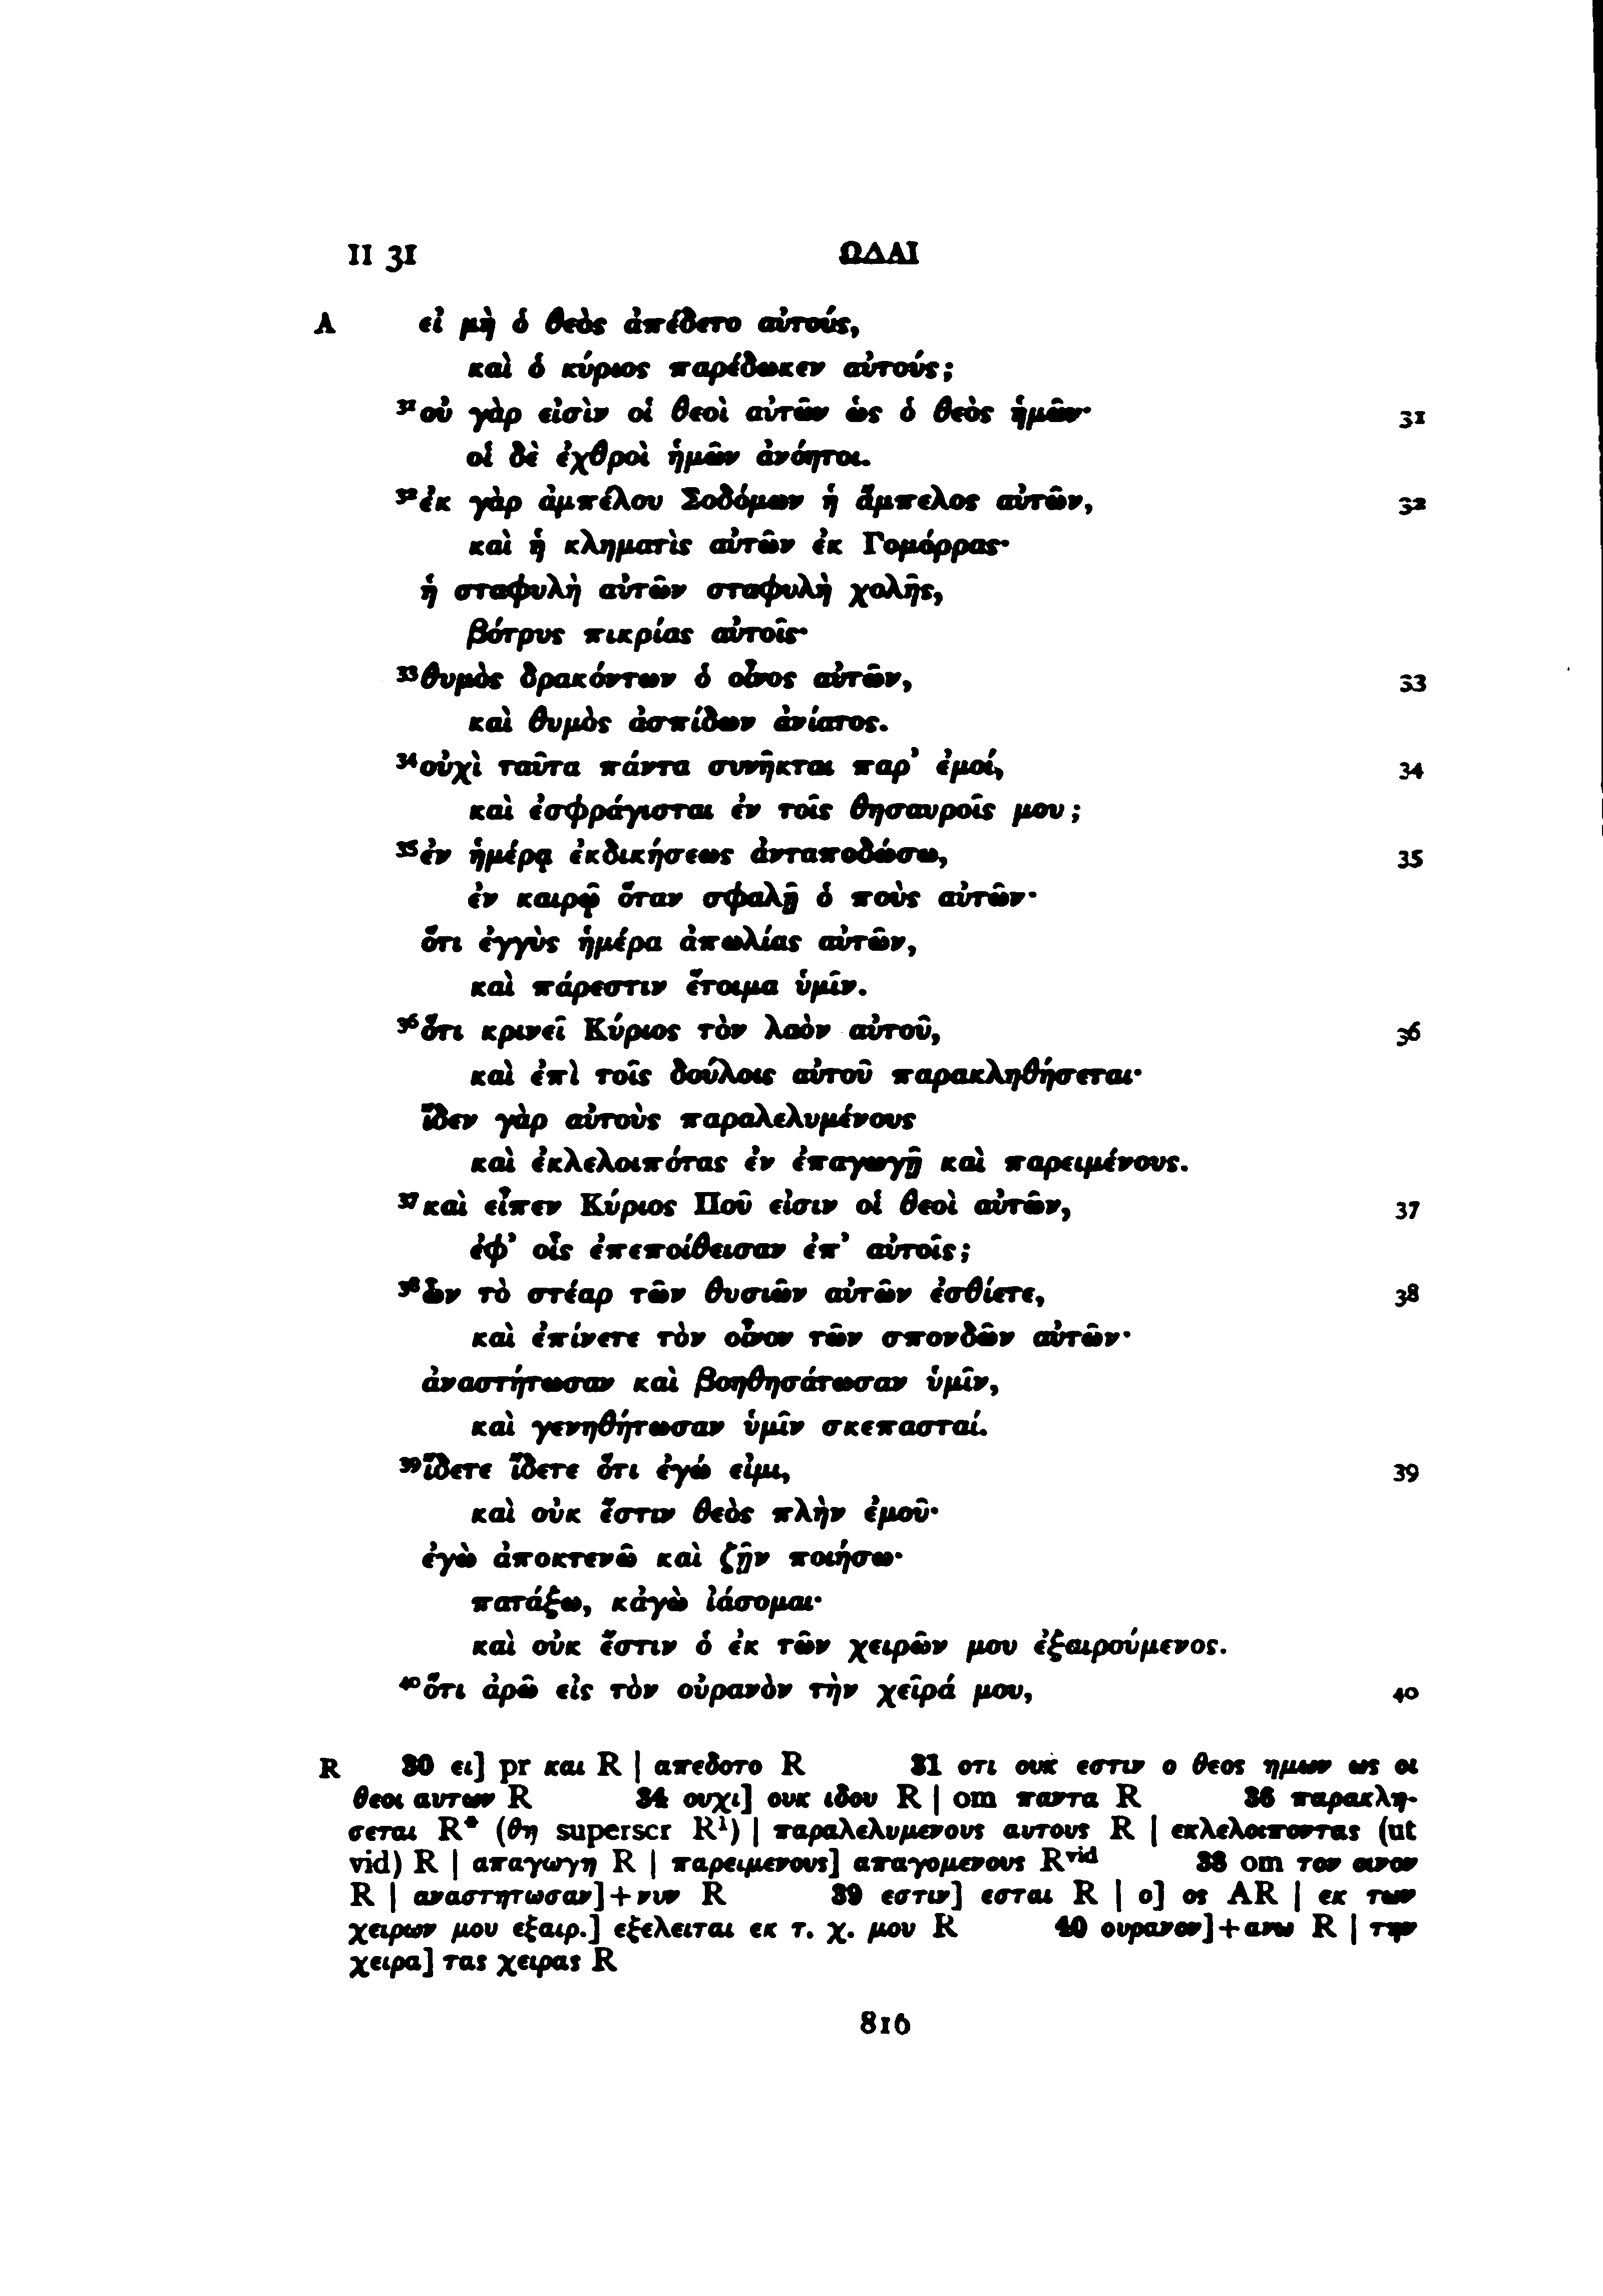 II 31 ΩΔΑΙ
A εἰ μὴ ὁ θεὸς ἀπέδετο αὐτούς,
καὶ ὁ κύριος παρέδωκεν αὐτούς;
³¹οὐ γὰρ εἰσὶν οἱ θεοὶ αὐτῶν ὡς ὁ θεὸς ἡμῶν· 31
οἱ δὲ ἐχθροὶ ἡμῶν ἀνόητοι.
³²ἐκ γὰρ ἀμπέλου Σοδόμων ἡ ἄμπελος αὐτῶν, 32
καὶ ἡ κληματὶς αὐτῶν ἐκ Γομόρρας·
ἡ σταφυλὴ αὐτῶν σταφυλὴ χολῆς,
βότρυς πικρίας αὐτοῖς·
³³θυμὸς δρακόντων ὁ οἶνος αὐτῶν, 33
καὶ θυμὸς ἀσπίδων ἀνίατος.
³⁴οὐχὶ ταῦτα πάντα συνῆκται παρ’ ἐμοί, 34
καὶ ἐσφράγισται ἐν τοῖς θησαυροῖς μου;
³⁵ἐν ἡμέρᾳ ἐκδικήσεως ἀνταποδώσω, 35
ἐν καιρῷ ὅταν σφαλῇ ὁ ποὺς αὐτῶν·
ὅτι ἐγγὺς ἡμέρα ἀπωλίας αὐτῶν,
καὶ πάρεστιν ἕτοιμα ὑμῖν.
³⁶ὅτι κρινεῖ Κύριος τὸν λαὸν αὐτοῦ, 36
καὶ ἐπὶ τοῖς δούλοις αὐτοῦ παρακληθήσεται·
ἴδεν γὰρ αὐτοὺς παραλελυμένους
καὶ ἐκλελοιπότας ἐν ἐπαγωγῇ καὶ παρειμένους.
³⁷καὶ εἶπεν Κύριος Ποῦ εἰσιν οἱ θεοὶ αὐτῶν, 37
ἐφ’ οἷς ἐπεποίθεισαν ἐπ’ αὐτοῖς;
³⁸ὧν τὸ στέαρ τῶν θυσιῶν αὐτῶν ἐσθίετε, 38
καὶ ἐπίνετε τὸν οἶνον τῶν σπονδῶν αὐτῶν·
ἀναστήτωσαν καὶ βοηθησάτωσαν ὑμῖν,
καὶ γενηθήτωσαν ὑμῖν σκεπασταί.
³⁹ἴδετε ἴδετε ὅτι ἐγώ εἰμι, 39
καὶ οὐκ ἔστιν θεὸς πλὴν ἐμοῦ·
ἐγὼ ἀποκτενῶ καὶ ζῇν ποιήσω·
πατάξω, κἀγὼ ἰάσομαι·
καὶ οὐκ ἔστιν ὁ ἐκ τῶν χειρῶν μου ἐξαιρούμενος.
⁴⁰ὅτι ἀρῶ εἰς τὸν οὐρανὸν τὴν χεῖρά μου, 40
R 30 ει] pr και R | απεδοτο R 31 οτι ουκ εστιν ο θεος ημων ως οι
θεοι αυτων R 34 ουχι] ουκ ιδου R | om παντα R 36 παρακλη-
σεται R* (θη superscr R¹) | παραλελυμενους αυτους R | εκλελοιποντας (ut
vid) R | απαγωγη R | παρειμενους] απαγομενους Rᵛⁱᵈ 38 om τον οινον
R | αναστητωσαν]+νυν R 39 εστιν] εσται R | ο] ος AR | εκ των
χειρων μου εξαιρ.] εξελειται εκ τ. χ. μου R 40 ουρανον]+ανω R | την
χειρα] τας χειρας R
816